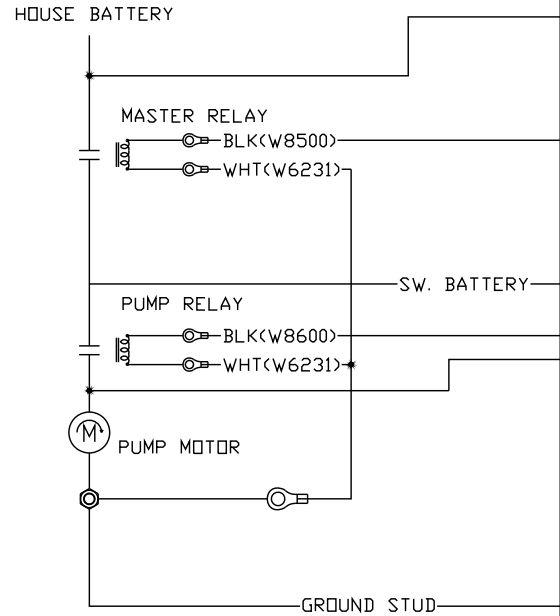 HOUSE BATTERY
MASTER RELAY
BLK(W8500)
WHT(W6231)
SW. BATTERY
PUMP RELAY
BLK(W8600)
WHT(W6231)
M
PUMP MOTOR
GROUND STUD